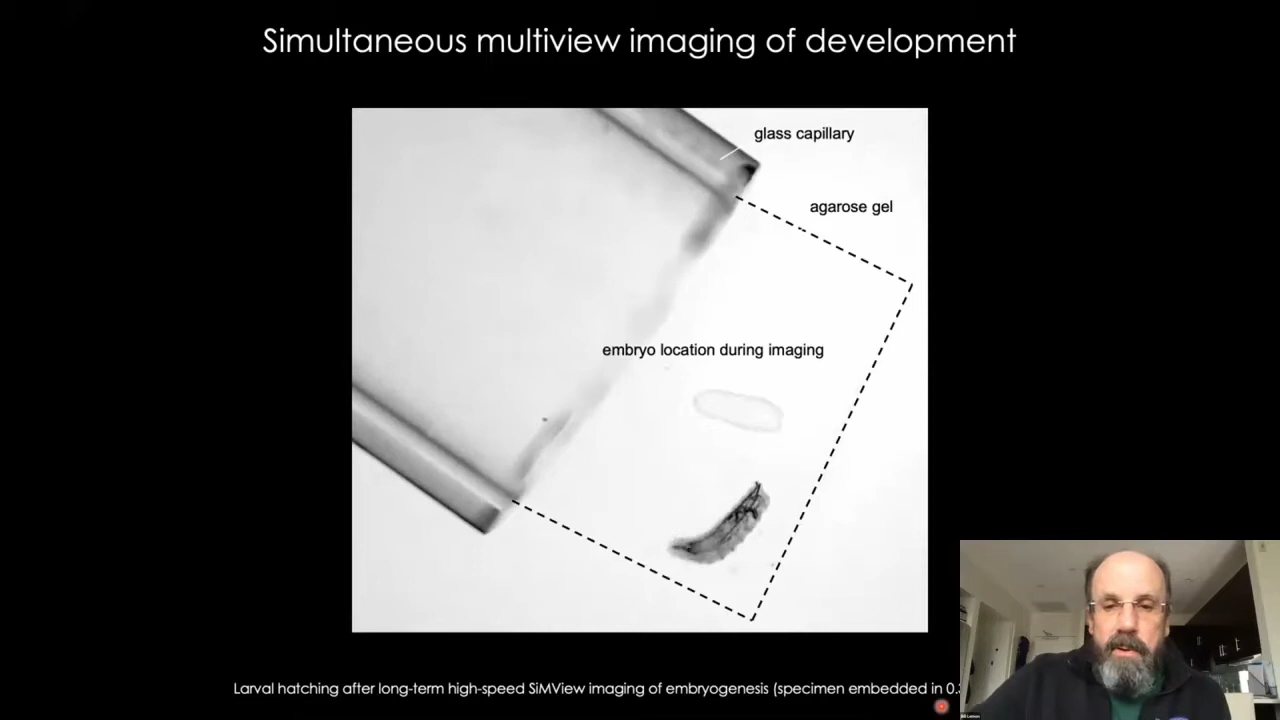 Simultaneous multiview imaging of development
glass capillary
agarose gel
embryo location during imaging
Larval hatching after long-term high-speed SiMView imaging of embryogenesis (specimen embedded in 0.